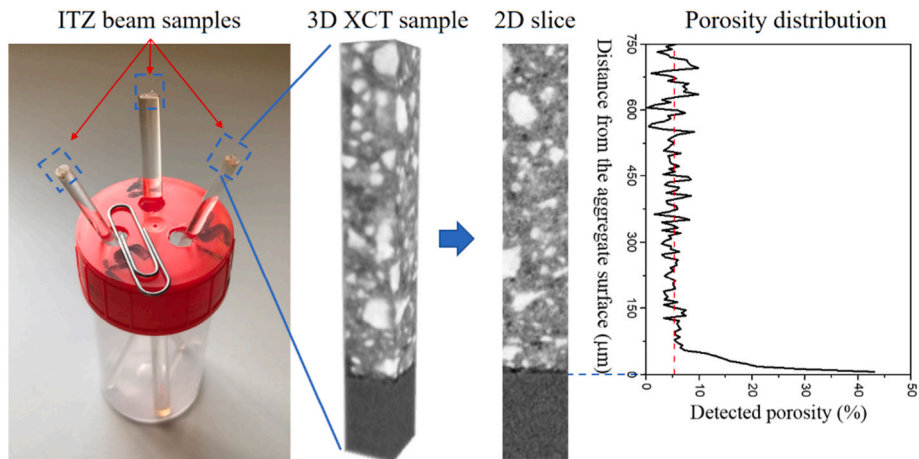 ITZ beam samples
3D XCT sample
2D slice
Porosity distribution
Distance from the aggregate surface (μm)
750
600
450
300
150
0
0
10
20
30
40
50
Detected porosity (%)